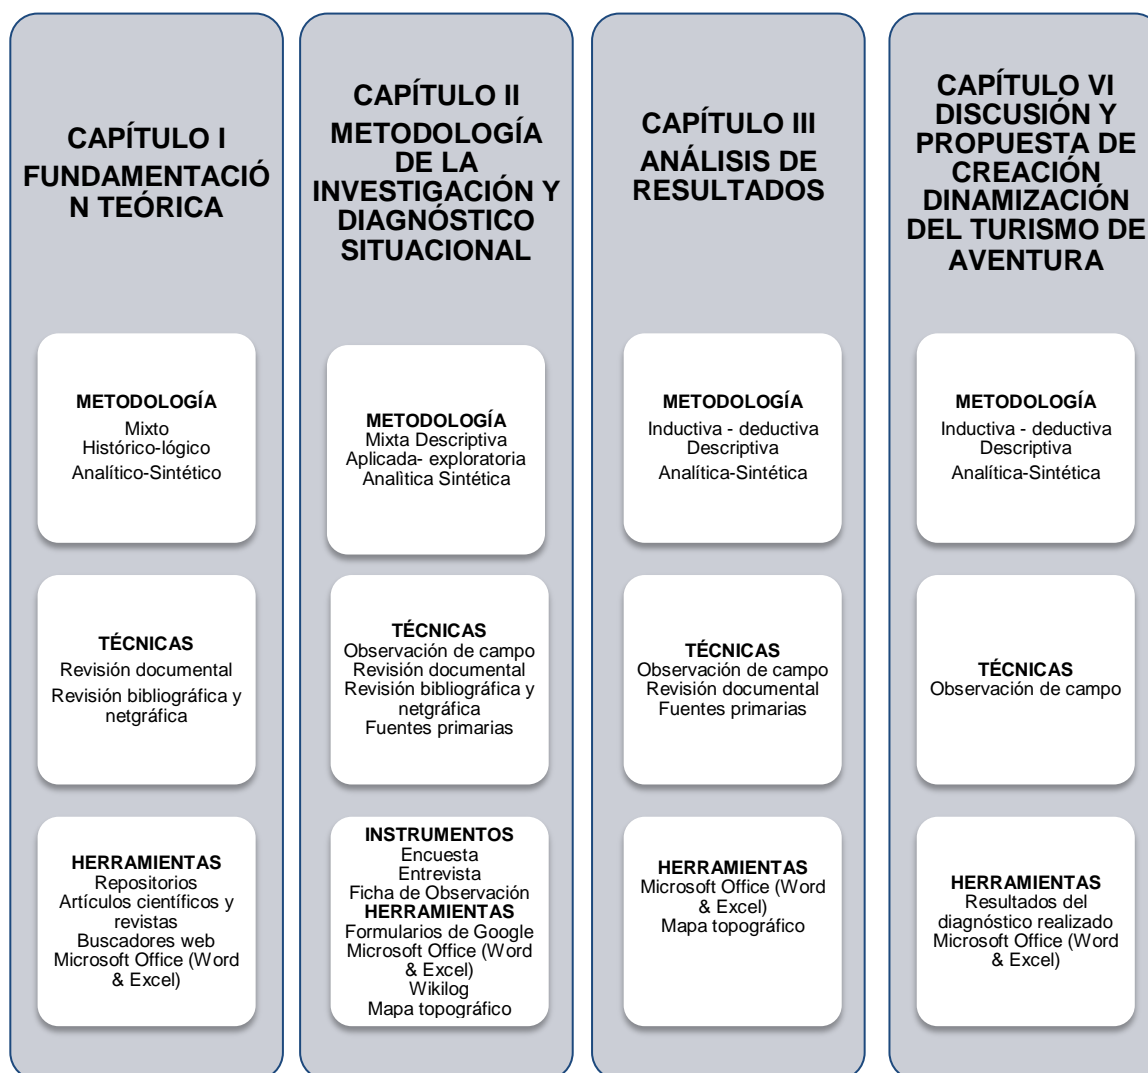 CAPÍTULO I
FUNDAMENTACIÓ
N TEÓRICA
METODOLOGÍA
Mixto
Histórico-lógico
Analítico-Sintético
TÉCNICAS
Revisión documental
Revisión bibliográfica y
netgráfica
HERRAMIENTAS
Repositorios
Artículos científicos y
revistas
Buscadores web
Microsoft Office (Word
& Excel)
CAPÍTULO II
METODOLOGÍA
DE LA
INVESTIGACIÓN Y
DIAGNÓSTICO
SITUACIONAL
METODOLOGÍA
Mixta Descriptiva
Aplicada- exploratoria
Analìtica Sintética
TÉCNICAS
Observación de campo
Revisión documental
Revisión bibliográfica y
netgráfica
Fuentes primarias
INSTRUMENTOS
Encuesta
Entrevista
Ficha de Observación
HERRAMIENTAS
Formularios de Google
Microsoft Office (Word
& Excel)
Wikilog
Mapa topográfico
CAPÍTULO III
ANÁLISIS DE
RESULTADOS
METODOLOGÍA
Inductiva - deductiva
Descriptiva
Analítica-Sintética
TÉCNICAS
Observación de campo
Revisión documental
Fuentes primarias
HERRAMIENTAS
Microsoft Office (Word
& Excel)
Mapa topográfico
CAPÍTULO VI
DISCUSIÓN Y
PROPUESTA DE
CREACIÓN
DINAMIZACIÓN
DEL TURISMO DE
AVENTURA
METODOLOGÍA
Inductiva - deductiva
Descriptiva
Analítica-Sintética
TÉCNICAS
Observación de campo
HERRAMIENTAS
Resultados del
diagnóstico realizado
Microsoft Office (Word
& Excel)